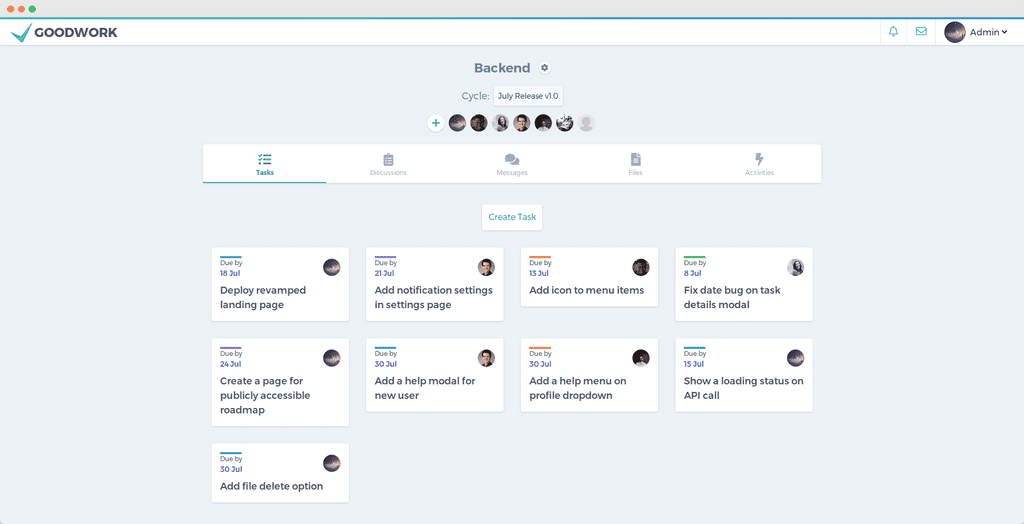 GOODWORK
Admin
Backend
Cycle: July Release v1.0
Tasks
Discussions
Messages
Files
Activities
Create Task
Due by
18 Jul
Deploy revamped
landing page
Due by
21 Jul
Add notification settings
in settings page
Due by
13 Jul
Add icon to menu items
Due by
8 Jul
Fix date bug on task
details modal
Due by
24 Jul
Create a page for
publicly accessible
roadmap
Due by
30 Jul
Add a help modal for
new user
Due by
30 Jul
Add a help menu on
profile dropdown
Due by
15 Jul
Show a loading status on
API call
Due by
30 Jul
Add file delete option